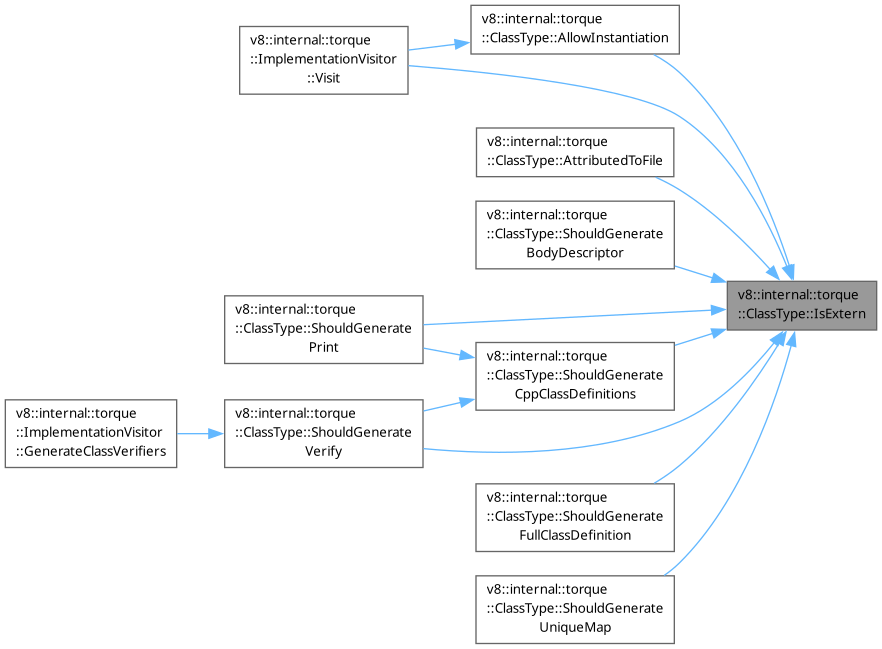 v8::internal::torque
::ClassType::AllowInstantiation
v8::internal::torque
::ImplementationVisitor
::Visit
v8::internal::torque
::ClassType::AttributedToFile
v8::internal::torque
::ClassType::ShouldGenerate
BodyDescriptor
v8::internal::torque
::ClassType::IsExtern
v8::internal::torque
::ClassType::ShouldGenerate
Print
v8::internal::torque
::ClassType::ShouldGenerate
CppClassDefinitions
v8::internal::torque
::ImplementationVisitor
::GenerateClassVerifiers
v8::internal::torque
::ClassType::ShouldGenerate
Verify
v8::internal::torque
::ClassType::ShouldGenerate
FullClassDefinition
v8::internal::torque
::ClassType::ShouldGenerate
UniqueMap